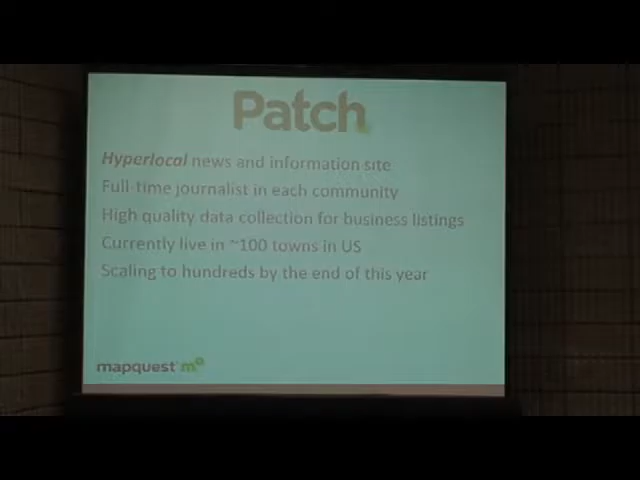 Patch
Hyperlocal news and information site
Full-time journalist in each community
High quality data collection for business listings
Currently live in ~100 towns in US
Scaling to hundreds by the end of this year
mapquest m